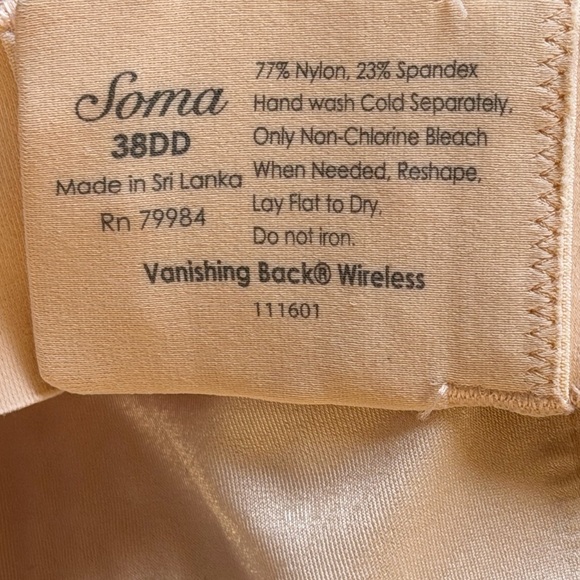 Soma
38DD
Made in Sri Lanka
Rn 79984
77% Nylon, 23% Spandex
Hand wash Cold Separately,
Only Non-Chlorine Bleach
When Needed, Reshape,
Lay Flat to Dry,
Do not iron.
Vanishing Back® Wireless
111601